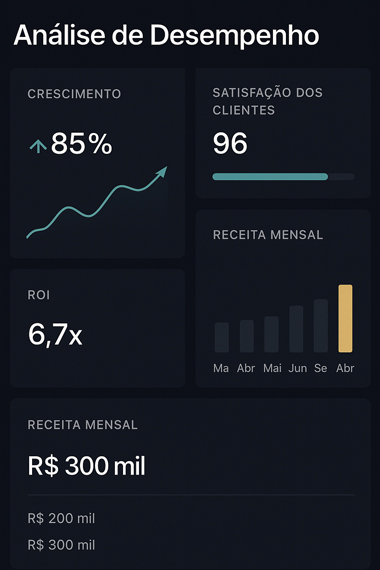 Análise de Desempenho
CRESCIMENTO
↑85%
SATISFAÇÃO DOS
CLIENTES
96
RECEITA MENSAL
Ma Abr Mai Jun Se Abr
ROI
6,7x
RECEITA MENSAL
R$ 300 mil
R$ 200 mil
R$ 300 mil